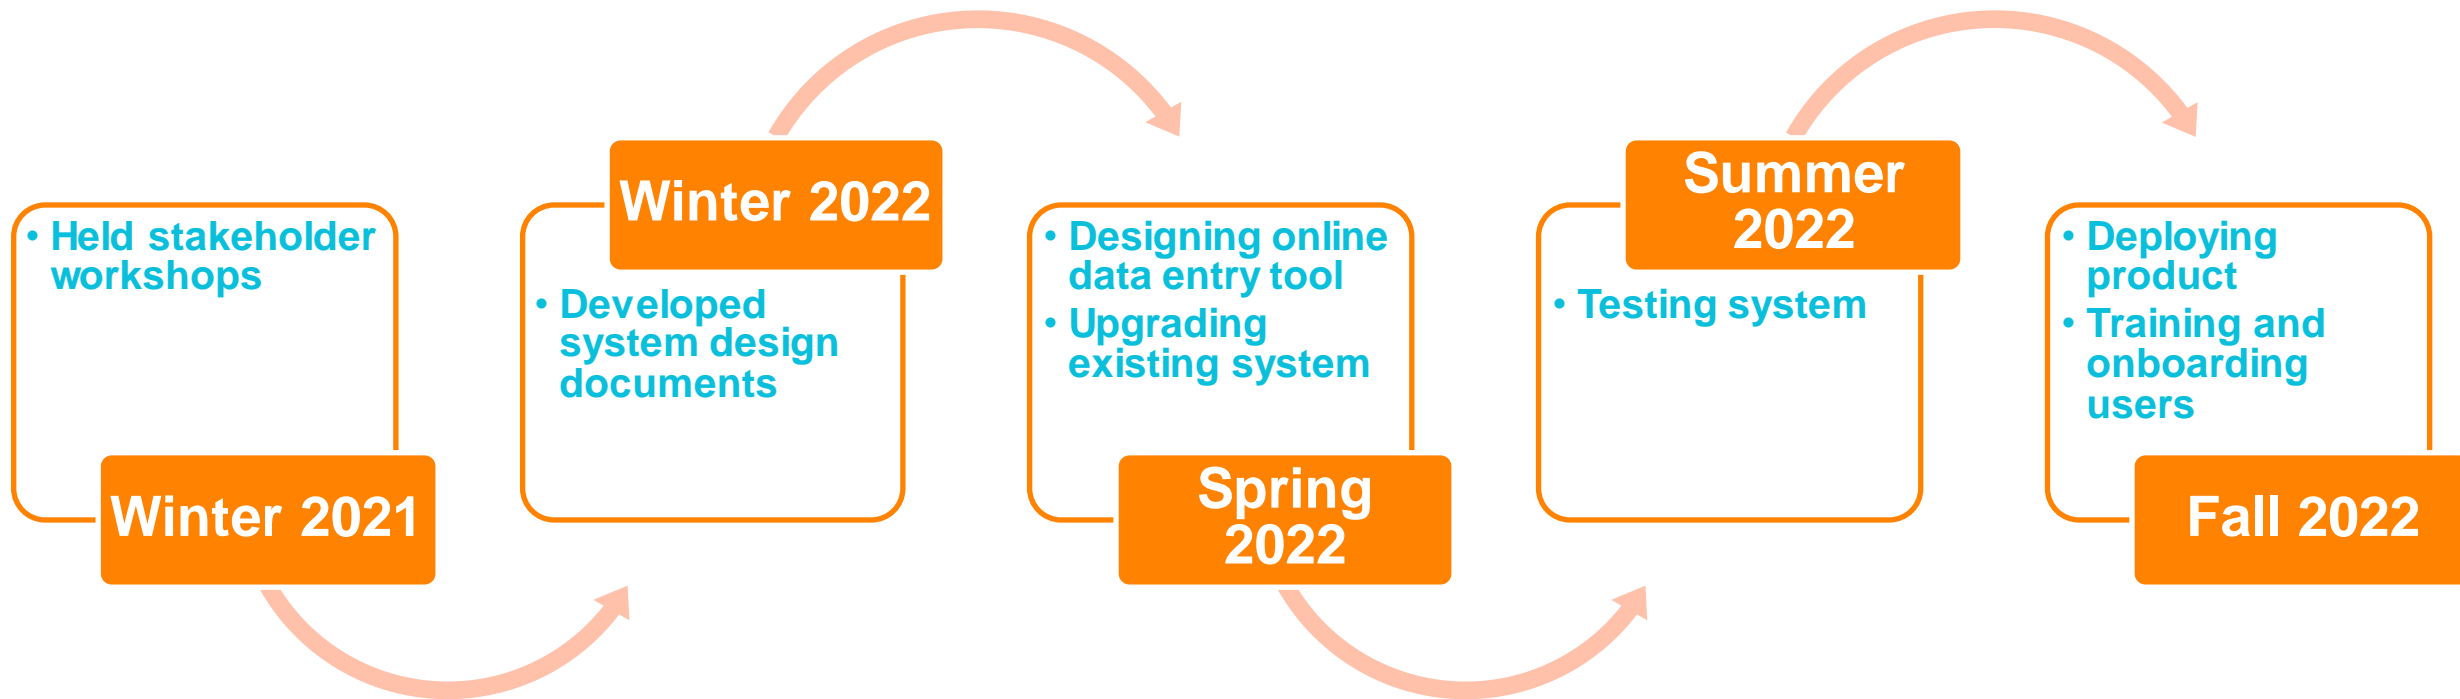 • Held stakeholder
workshops
Winter 2021
Winter 2022
• Developed
system design
documents
• Designing online
data entry tool
• Upgrading
existing system
Spring
2022
Summer
2022
• Testing system
• Deploying
product
• Training and
onboarding
users
Fall 2022